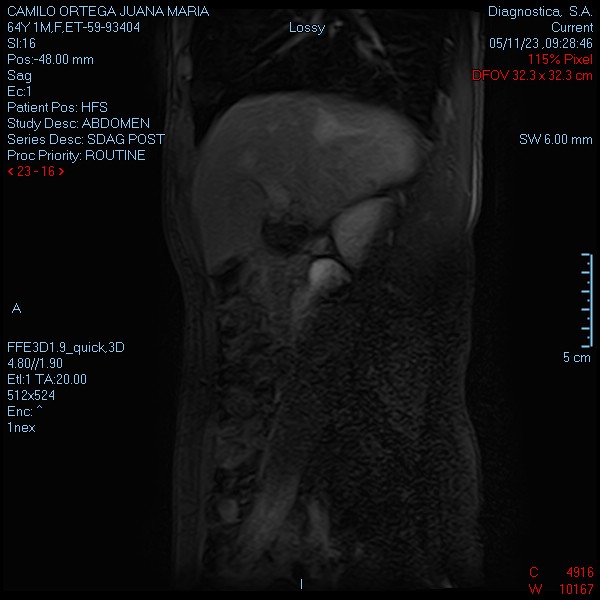 CAMILO ORTEGA JUANA MARIA
64Y 1M,F,ET-59-93404
Sl:16
Pos:-48.00 mm
Sag
Ec:1
Patient Pos: HFS
Study Desc: ABDOMEN
Series Desc: SDAG POST
Proc Priority: ROUTINE
< 23 - 16 >
Lossy
Diagnostica, S.A.
Current
05/11/23 ,09:28:46
115% Pixel
DFOV 32.3 x 32.3 cm
SW 6.00 mm
A
5 cm
FFE3D1.9_quick,3D
4.80//1.90
Etl:1 TA:20.00
512x524
Enc: ^
1nex
I
C 4916
W 10167